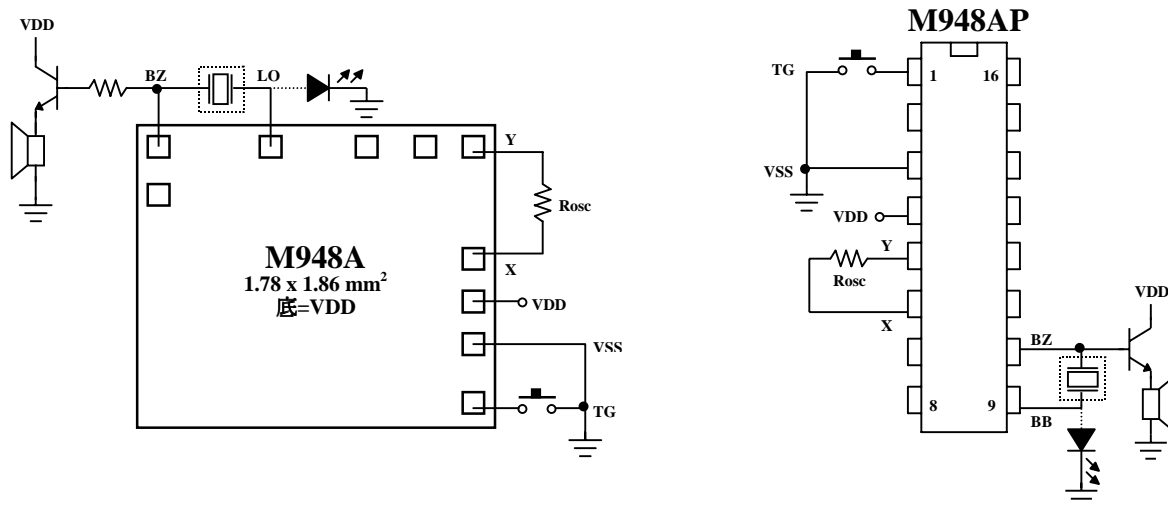 VDD
BZ
LO
Y
Rosc
X
M948A
1.78 x 1.86 mm²
底=VDD
VDD
VSS
TG
M948AP
TG
1
16
VSS
VDD
Y
Rosc
X
VDD
BZ
8
9
BB